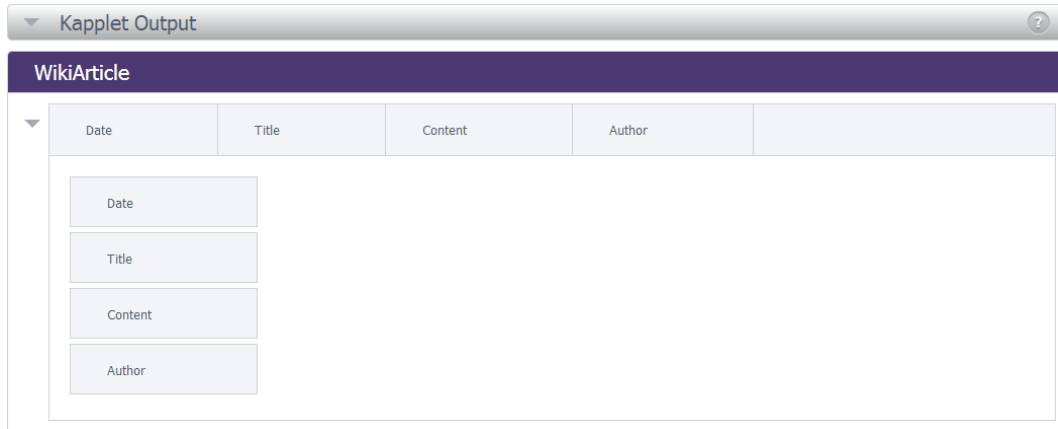 Kapplet Output
?
WikiArticle
Date Title Content Author
Date
Title
Content
Author